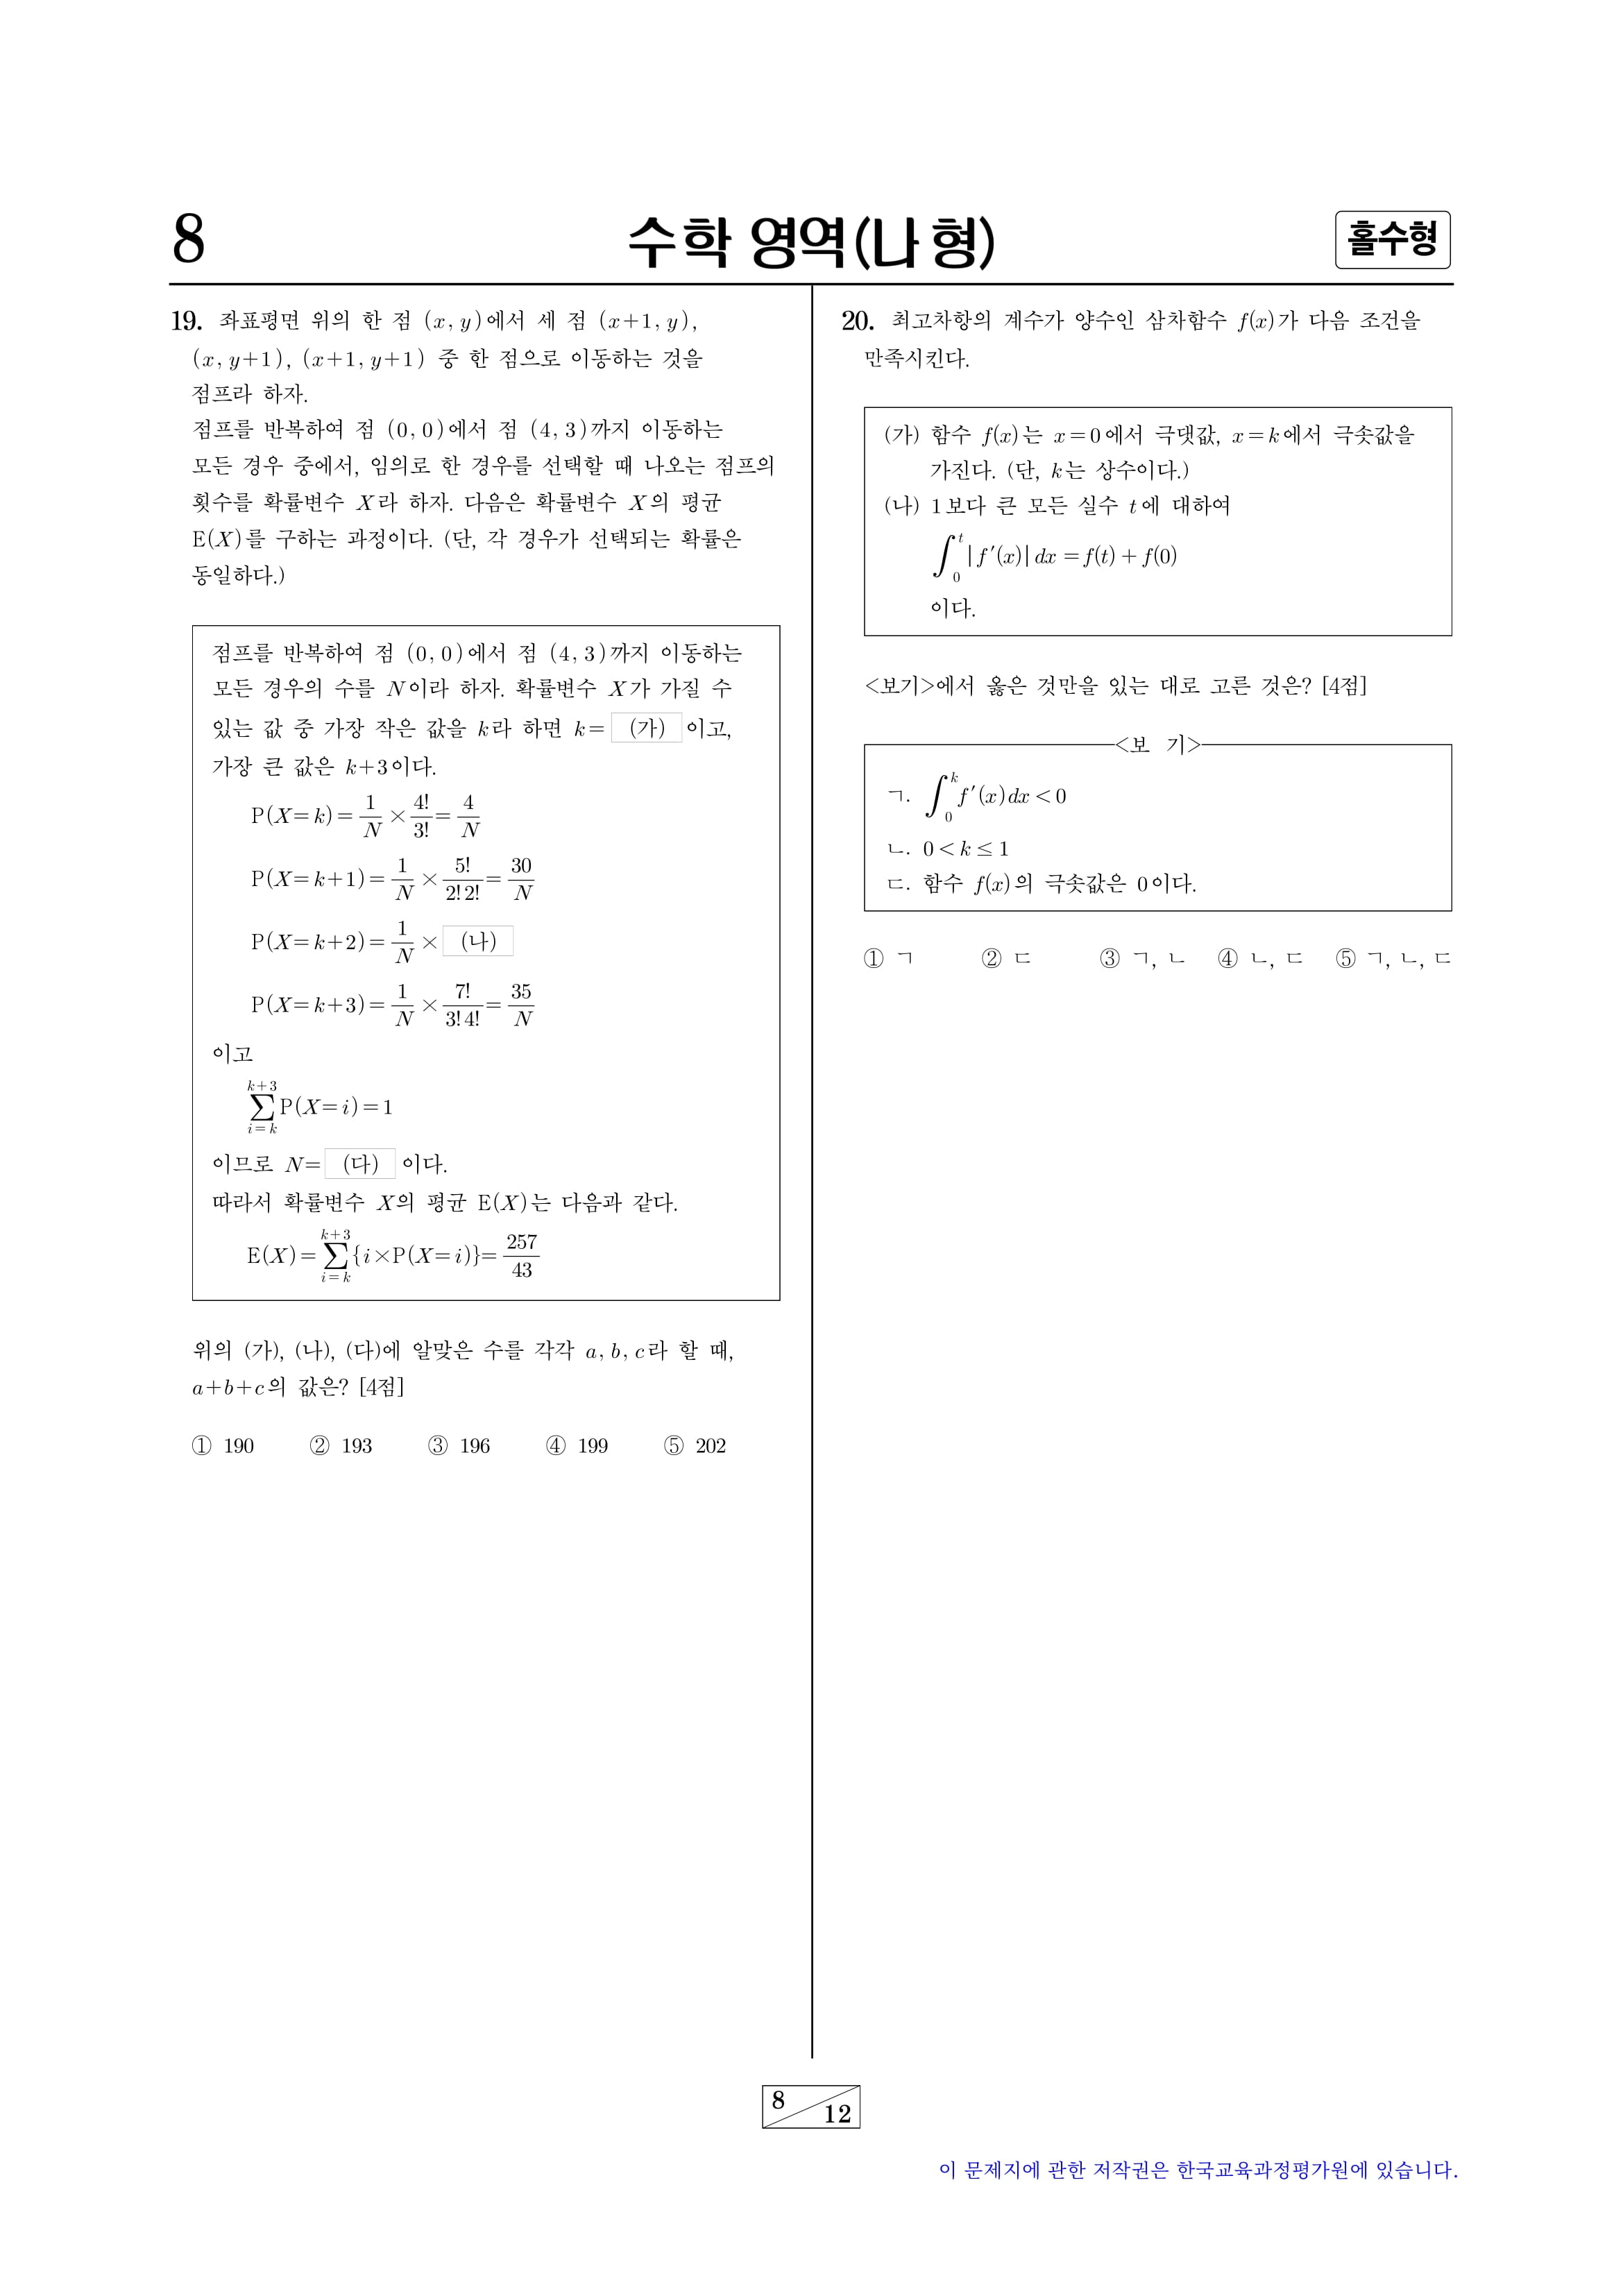 8
수학 영역(나형)
홀수형
19. 좌표평면 위의 한 점 (x, y)에서 세 점 (x+1, y),
(x, y+1), (x+1, y+1) 중 한 점으로 이동하는 것을
점프라 하자.
점프를 반복하여 점 (0, 0)에서 점 (4, 3)까지 이동하는
모든 경우 중에서, 임의로 한 경우를 선택할 때 나오는 점프의
횟수를 확률변수 X라 하자. 다음은 확률변수 X의 평균
E(X)를 구하는 과정이다. (단, 각 경우가 선택되는 확률은
동일하다.)
점프를 반복하여 점 (0, 0)에서 점 (4, 3)까지 이동하는
모든 경우의 수를 N이라 하자. 확률변수 X가 가질 수
있는 값 중 가장 작은 값을 k라 하면 k= (가) 이고,
가장 큰 값은 k+3이다.
P(X=k) = 1/N × 4!/3! = 4/N
P(X=k+1) = 1/N × 5!/(2!2!) = 30/N
P(X=k+2) = 1/N × (나)
P(X=k+3) = 1/N × 7!/(3!4!) = 35/N
이고
∑_{i=k}^{k+3} P(X=i) = 1
이므로 N= (다) 이다.
따라서 확률변수 X의 평균 E(X)는 다음과 같다.
E(X) = ∑_{i=k}^{k+3} {i×P(X=i)} = 257/43
위의 (가), (나), (다)에 알맞은 수를 각각 a, b, c라 할 때,
a+b+c의 값은? [4점]
① 190 ② 193 ③ 196 ④ 199 ⑤ 202
20. 최고차항의 계수가 양수인 삼차함수 f(x)가 다음 조건을
만족시킨다.
(가) 함수 f(x)는 x=0에서 극댓값, x=k에서 극솟값을
가진다. (단, k는 상수이다.)
(나) 1보다 큰 모든 실수 t에 대하여
∫_0^t |f′(x)| dx = f(t) + f(0)
이다.
<보기>에서 옳은 것만을 있는 대로 고른 것은? [4점]
<보 기>
ㄱ. ∫_0^k f′(x) dx < 0
ㄴ. 0 < k ≤ 1
ㄷ. 함수 f(x)의 극솟값은 0이다.
① ㄱ ② ㄷ ③ ㄱ, ㄴ ④ ㄴ, ㄷ ⑤ ㄱ, ㄴ, ㄷ
8 12
이 문제지에 관한 저작권은 한국교육과정평가원에 있습니다.